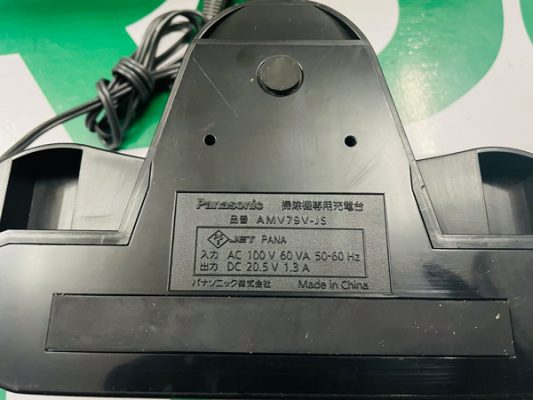 Panasonic 掃除機専用充電台
品番 AMV79V-JS
PS E JET PANA
入力 AC 100 V 60 VA 50-60 Hz
出力 DC 20.5 V 1.3 A
パナソニック株式会社 Made in China